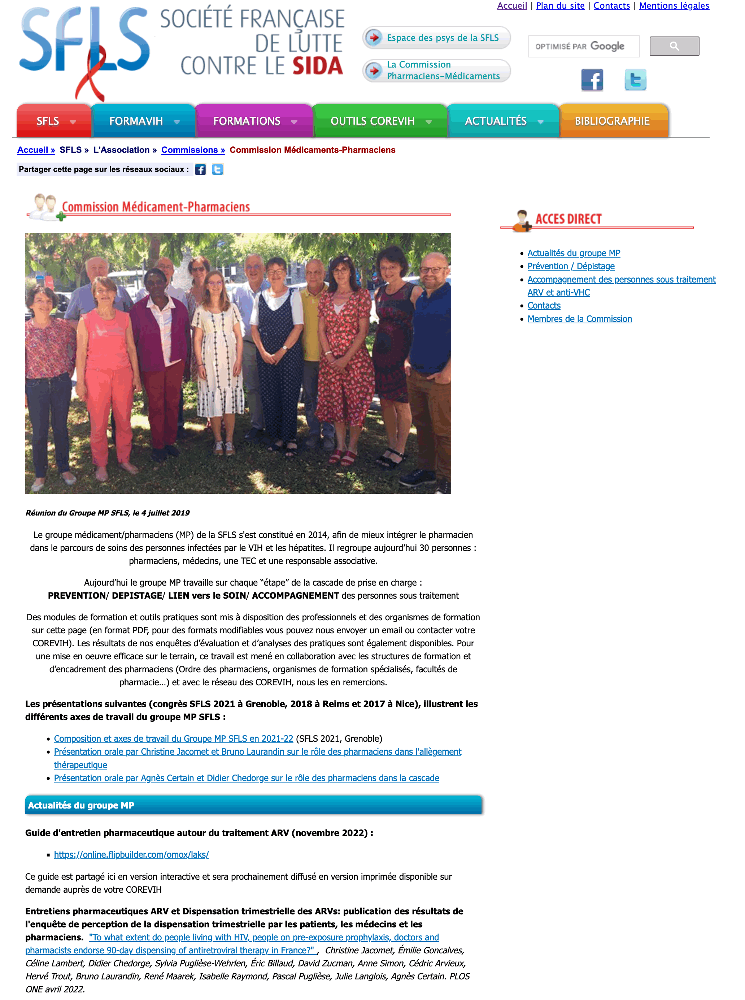 Accueil | Plan du site | Contacts | Mentions légales
SFLS
SOCIÉTÉ FRANÇAISE
DE LUTTE
CONTRE LE SIDA
Espace des psys de la SFLS
La Commission
Pharmaciens-Médicaments
OPTIMISÉ PAR Google
SFLS
FORMAVIH
FORMATIONS
OUTILS COREVIH
ACTUALITÉS
BIBLIOGRAPHIE
Accueil » SFLS » L'Association » Commissions » Commission Médicaments-Pharmaciens
Partager cette page sur les réseaux sociaux :
Commission Médicament-Pharmaciens
Réunion du Groupe MP SFLS, le 4 juillet 2019
Le groupe médicament/pharmaciens (MP) de la SFLS s'est constitué en 2014, afin de mieux intégrer le pharmacien
dans le parcours de soins des personnes infectées par le VIH et les hépatites. Il regroupe aujourd’hui 30 personnes :
pharmaciens, médecins, une TEC et une responsable associative.
Aujourd’hui le groupe MP travaille sur chaque “étape” de la cascade de prise en charge :
PREVENTION/ DEPISTAGE/ LIEN vers le SOIN/ ACCOMPAGNEMENT des personnes sous traitement
Des modules de formation et outils pratiques sont mis à disposition des professionnels et des organismes de formation
sur cette page (en format PDF, pour des formats modifiables vous pouvez nous envoyer un email ou contacter votre
COREVIH). Les résultats de nos enquêtes d’évaluation et d’analyses des pratiques sont également disponibles. Pour
une mise en oeuvre efficace sur le terrain, ce travail est mené en collaboration avec les structures de formation et
d’encadrement des pharmaciens (Ordre des pharmaciens, organismes de formation spécialisés, facultés de
pharmacie…) et avec le réseau des COREVIH, nous les en remercions.
Les présentations suivantes (congrès SFLS 2021 à Grenoble, 2018 à Reims et 2017 à Nice), illustrent les
différents axes de travail du groupe MP SFLS :
• Composition et axes de travail du Groupe MP SFLS en 2021-22 (SFLS 2021, Grenoble)
• Présentation orale par Christine Jacomet et Bruno Laurandin sur le rôle des pharmaciens dans l'allègement
thérapeutique
• Présentation orale par Agnès Certain et Didier Chedorge sur le rôle des pharmaciens dans la cascade
Actualités du groupe MP
Guide d'entretien pharmaceutique autour du traitement ARV (novembre 2022) :
▪ https://online.flipbuilder.com/omox/laks/
Ce guide est partagé ici en version interactive et sera prochainement diffusé en version imprimée disponible sur
demande auprès de votre COREVIH
Entretiens pharmaceutiques ARV et Dispensation trimestrielle des ARVs: publication des résultats de
l'enquête de perception de la dispensation trimestrielle par les patients, les médecins et les
pharmaciens. "To what extent do people living with HIV, people on pre-exposure prophylaxis, doctors and
pharmacists endorse 90-day dispensing of antiretroviral therapy in France?" , Christine Jacomet, Émilie Goncalves,
Céline Lambert, Didier Chedorge, Sylvia Puglièse-Wehrlen, Éric Billaud, David Zucman, Anne Simon, Cédric Arvieux,
Hervé Trout, Bruno Laurandin, René Maarek, Isabelle Raymond, Pascal Puglièse, Julie Langlois, Agnès Certain. PLOS
ONE avril 2022.
ACCES DIRECT
• Actualités du groupe MP
• Prévention / Dépistage
• Accompagnement des personnes sous traitement
ARV et anti-VHC
• Contacts
• Membres de la Commission